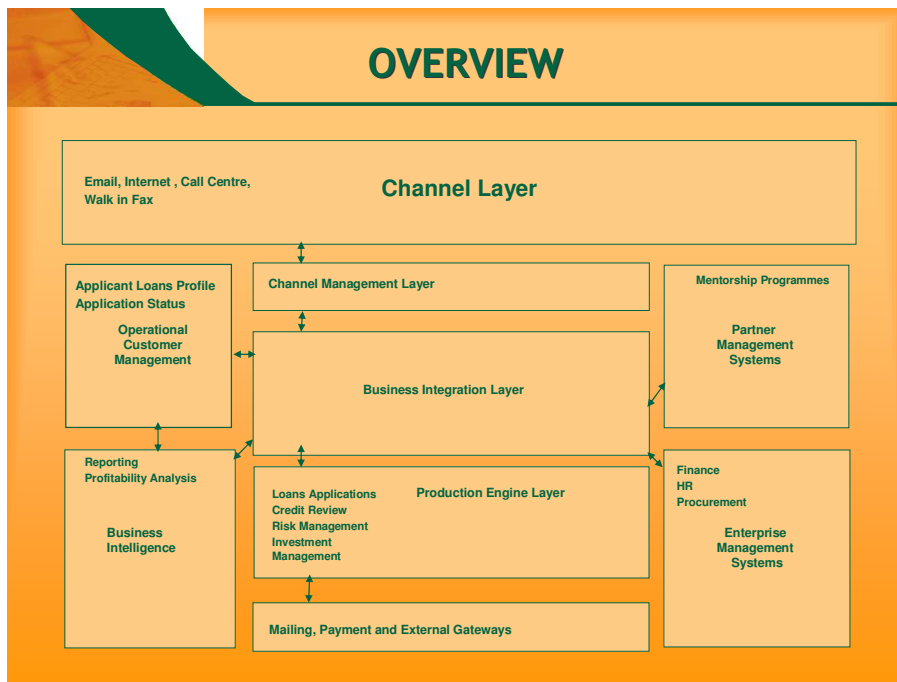 OVERVIEW
Email, Internet , Call Centre,
Walk in Fax
Channel Layer
Applicant Loans Profile
Application Status
Operational
Customer
Management
Channel Management Layer
Mentorship Programmes
Partner
Management
Systems
Business Integration Layer
Reporting
Profitability Analysis
Business
Intelligence
Loans Applications
Credit Review
Risk Management
Investment
Management
Production Engine Layer
Finance
HR
Procurement
Enterprise
Management
Systems
Mailing, Payment and External Gateways